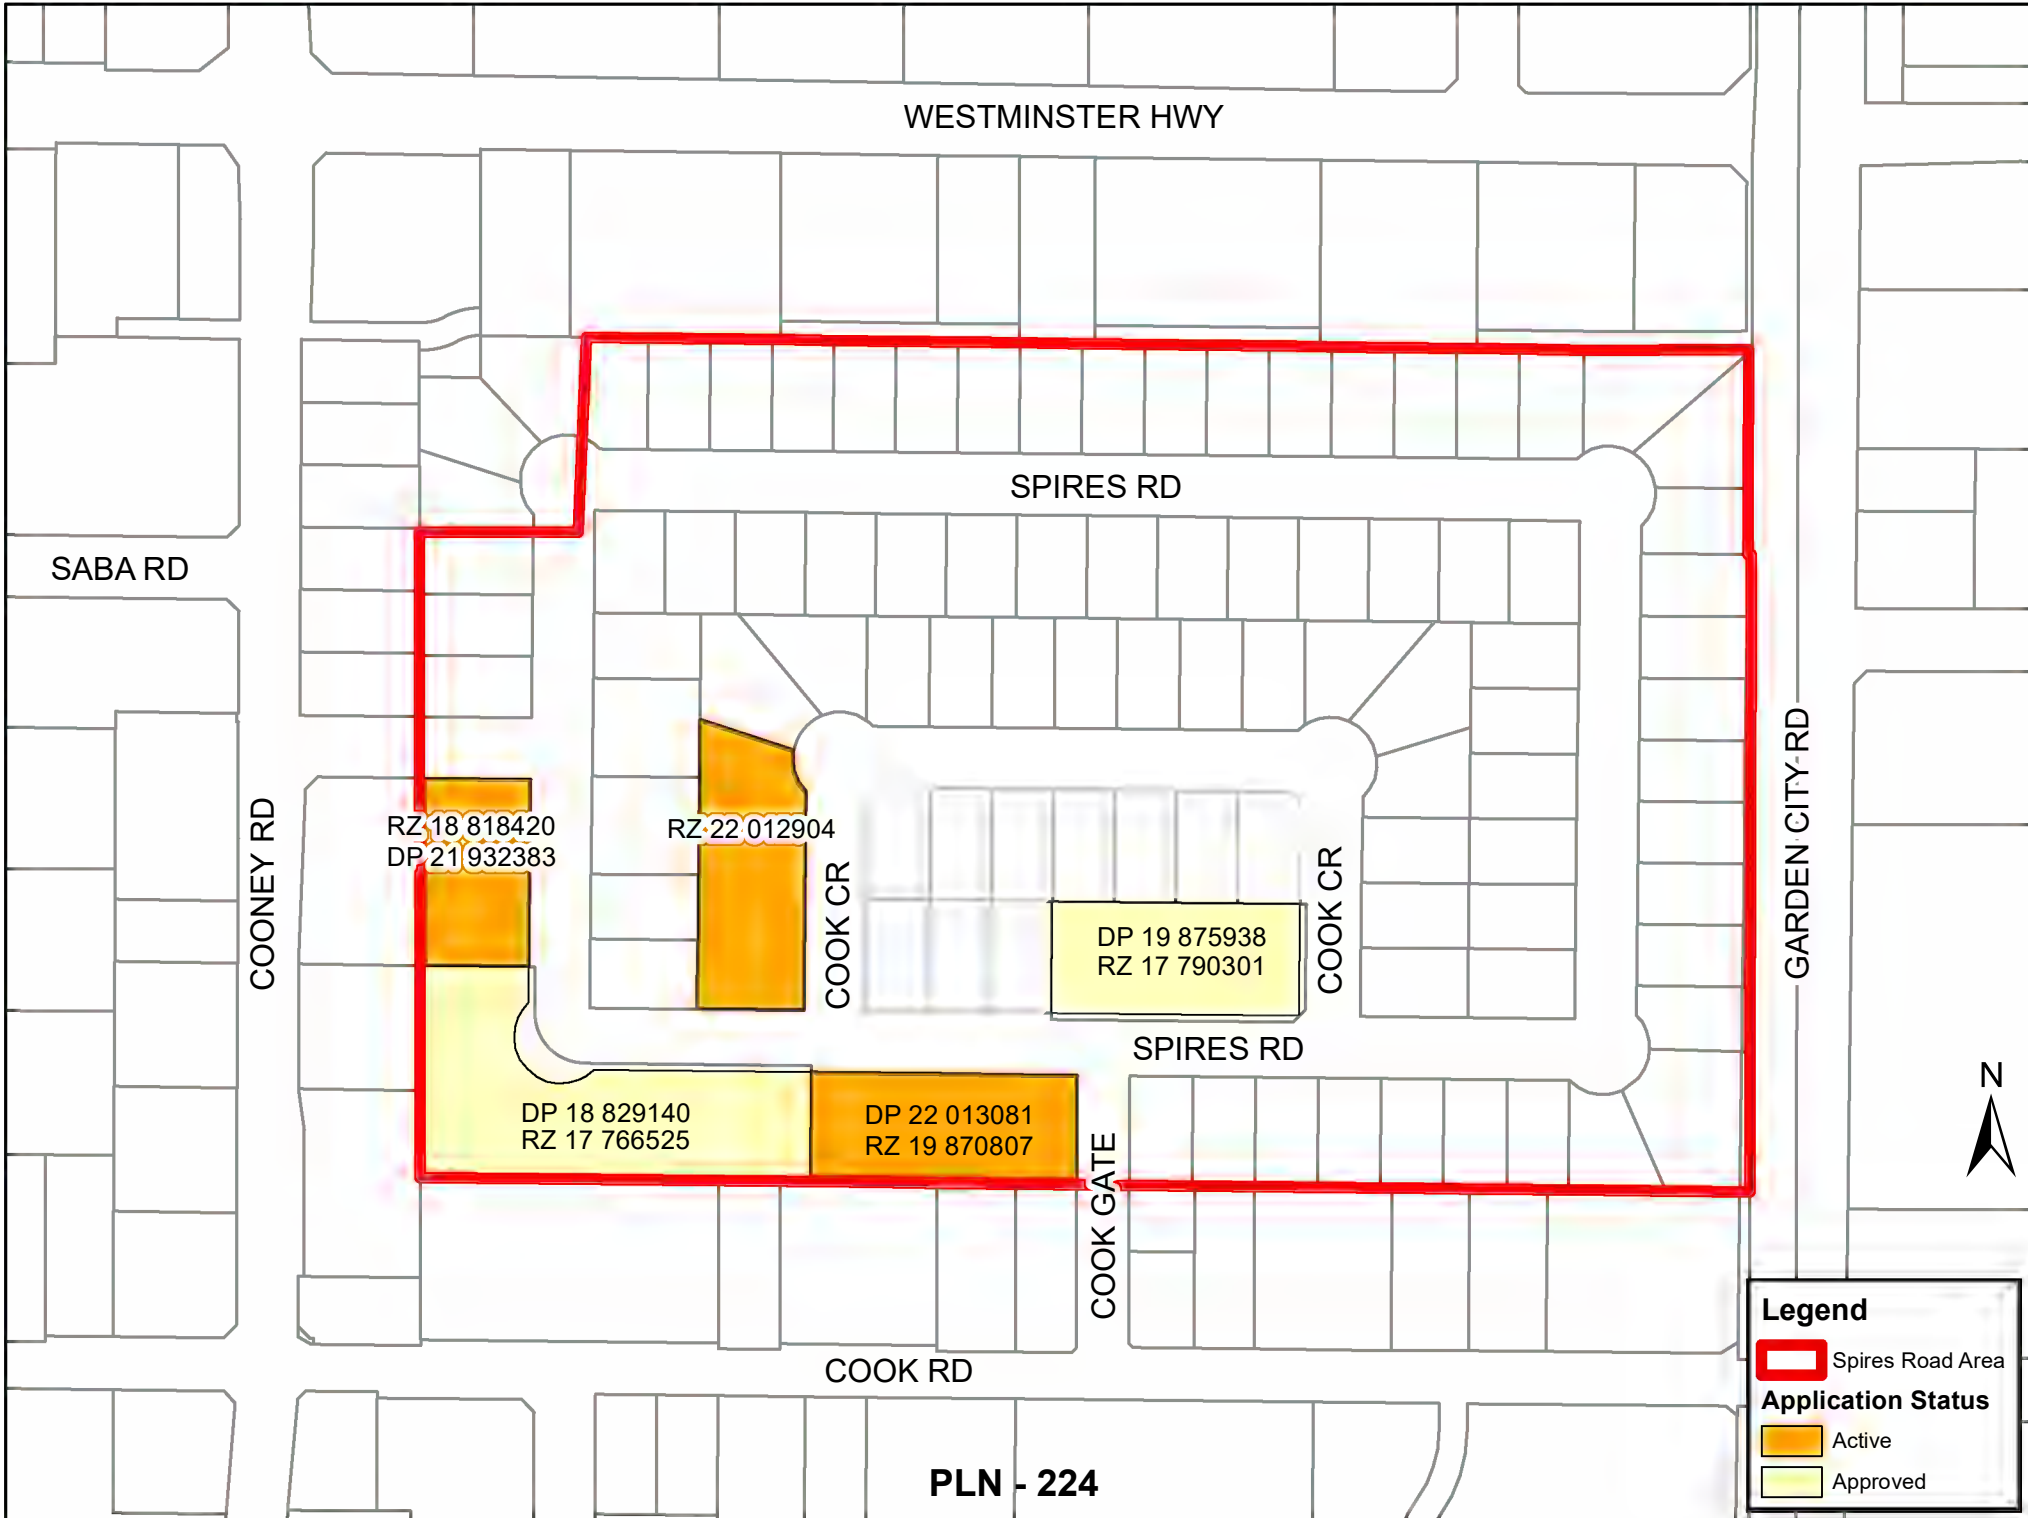 WESTMINSTER HWY
SPIRES RD
SABA RD
GARDEN CITY RD
COONEY RD
RZ 18 818420
DP 21 932383
RZ 22 012904
COOK CR
COOK CR
DP 19 875938
RZ 17 790301
SPIRES RD
N
DP 18 829140
RZ 17 766525
DP 22 013081
RZ 19 870807
COOK GATE
COOK RD
Legend
Spires Road Area
Application Status
Active
Approved
PLN - 224